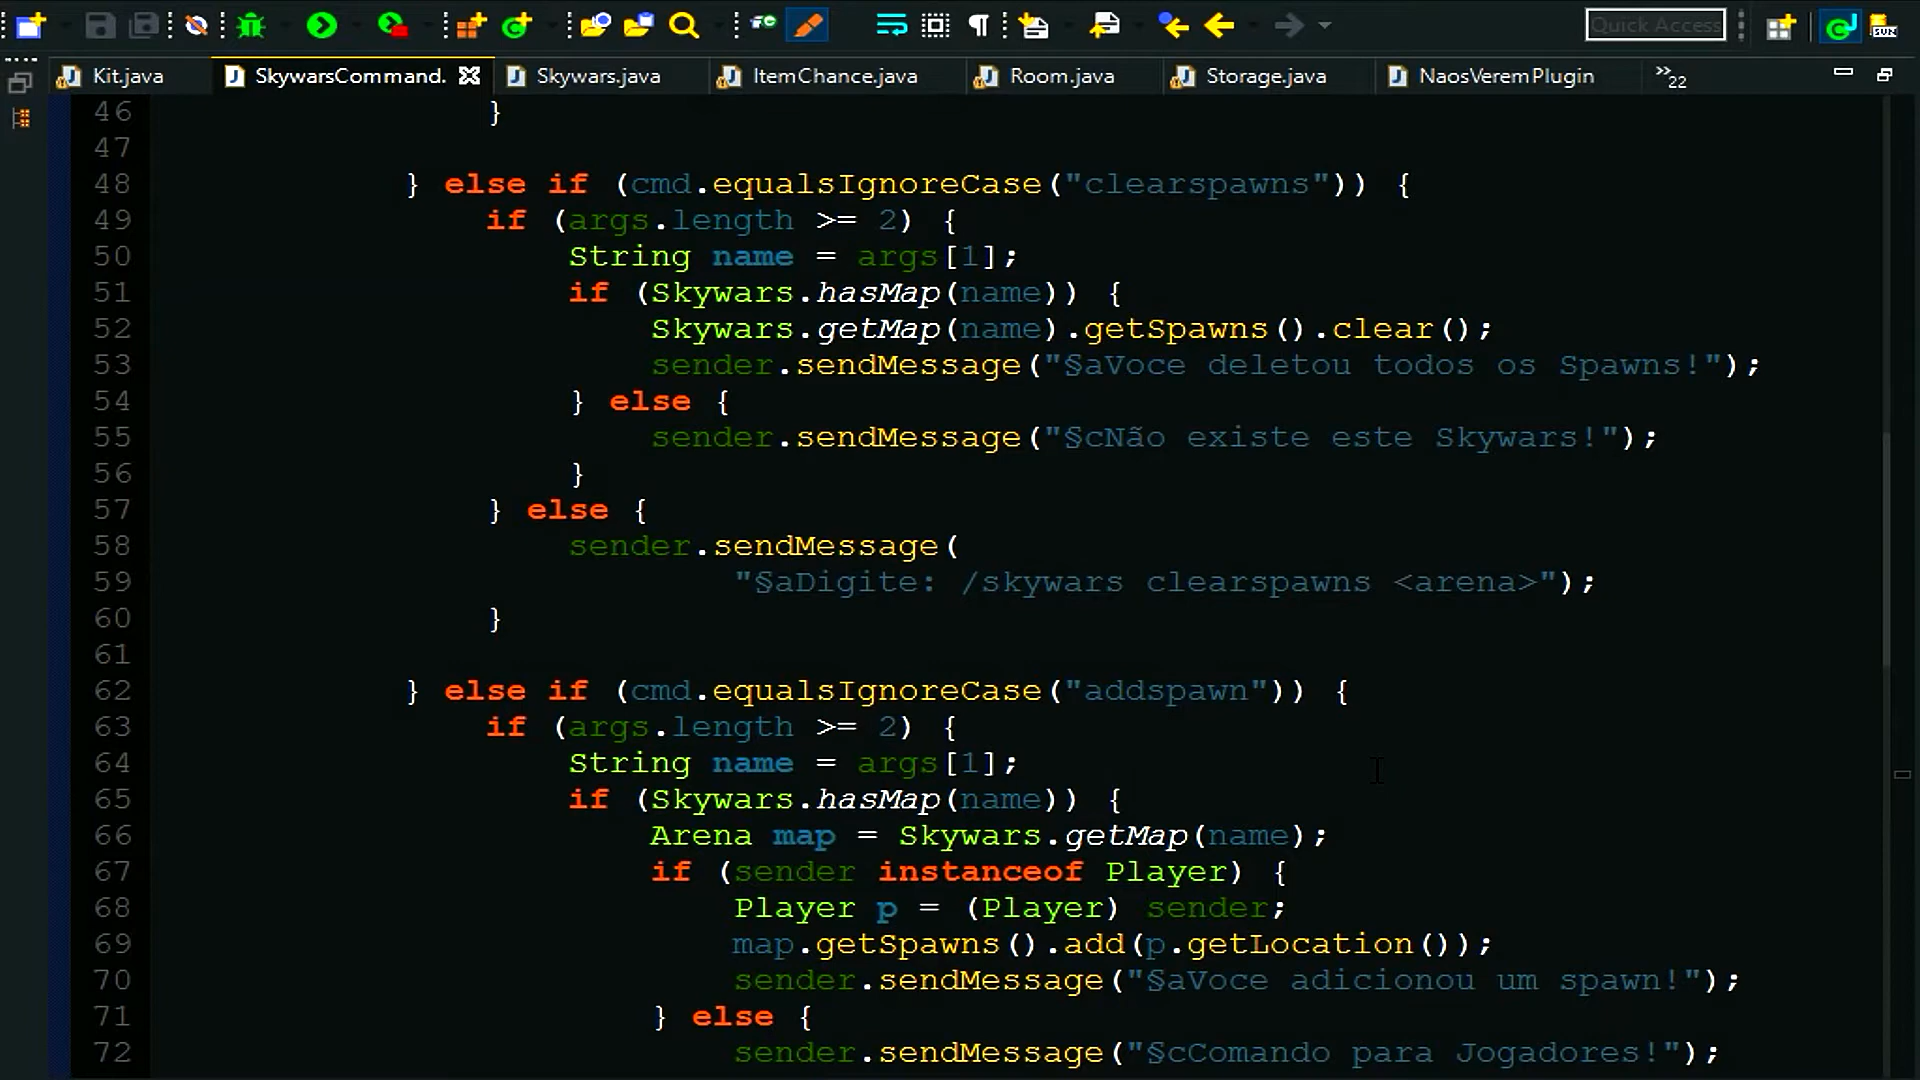 Quick Access
SUN
Kit.java
SkywarsCommand.
Skywars.java
ItemChance.java
Room.java
Storage.java
NaosVeremPlugin
»22
46 }
47
48 } else if (cmd.equalsIgnoreCase("clearspawns")) {
49 if (args.length >= 2) {
50 String name = args[1];
51 if (Skywars.hasMap(name)) {
52 Skywars.getMap(name).getSpawns().clear();
53 sender.sendMessage("§aVoce deletou todos os Spawns!");
54 } else {
55 sender.sendMessage("§cNão existe este Skywars!");
56 }
57 } else {
58 sender.sendMessage(
59 "§aDigite: /skywars clearspawns <arena>");
60 }
61
62 } else if (cmd.equalsIgnoreCase("addspawn")) {
63 if (args.length >= 2) {
64 String name = args[1];
65 if (Skywars.hasMap(name)) {
66 Arena map = Skywars.getMap(name);
67 if (sender instanceof Player) {
68 Player p = (Player) sender;
69 map.getSpawns().add(p.getLocation());
70 sender.sendMessage("§aVoce adicionou um spawn!");
71 } else {
72 sender.sendMessage("§cComando para Jogadores!");